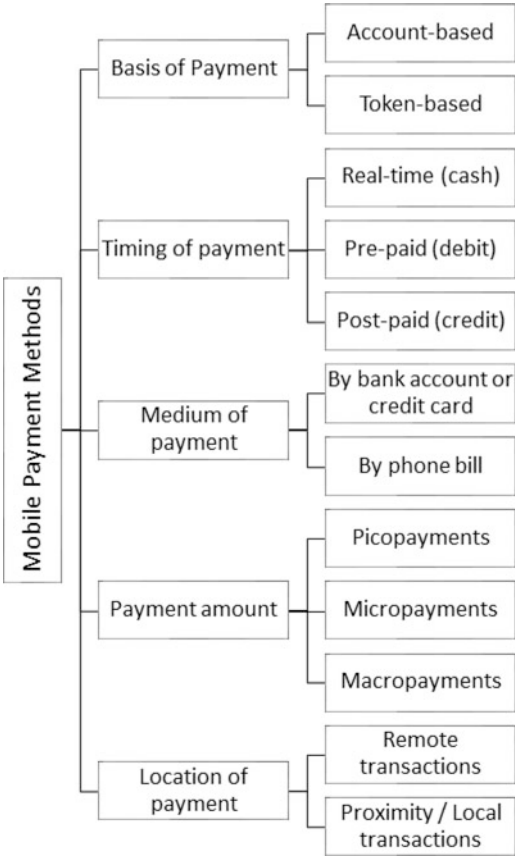 Mobile Payment Methods
Basis of Payment
Account-based
Token-based
Timing of payment
Real-time (cash)
Pre-paid (debit)
Post-paid (credit)
Medium of
payment
By bank account or
credit card
By phone bill
Payment amount
Picopayments
Micropayments
Macropayments
Location of
payment
Remote
transactions
Proximity / Local
transactions